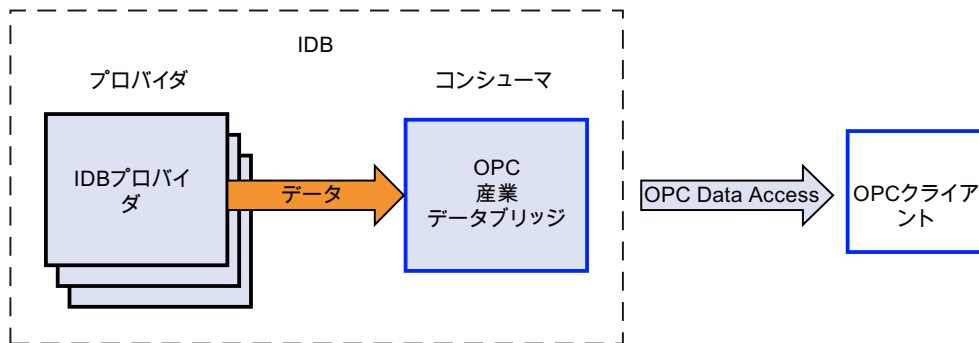 IDB
プロバイダ
コンシューマ
IDBプロバイ
ダ
データ
OPC
産業
データブリッジ
OPC Data Access
OPCクライア
ント